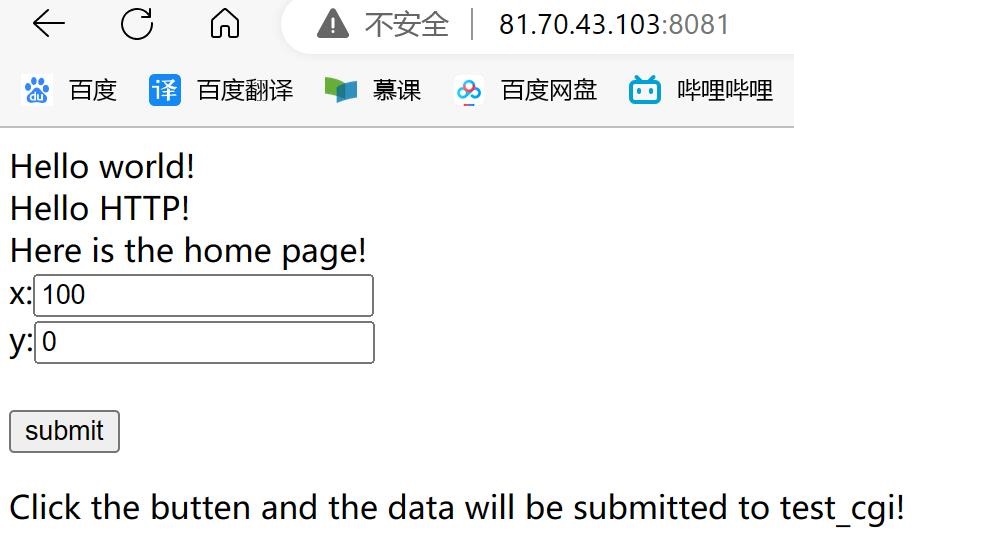 不安全 81.70.43.103:8081
du 百度 译 百度翻译 慕课 百度网盘 哔哩哔哩
Hello world!
Hello HTTP!
Here is the home page!
x:100
y:0
submit
Click the butten and the data will be submitted to test_cgi!